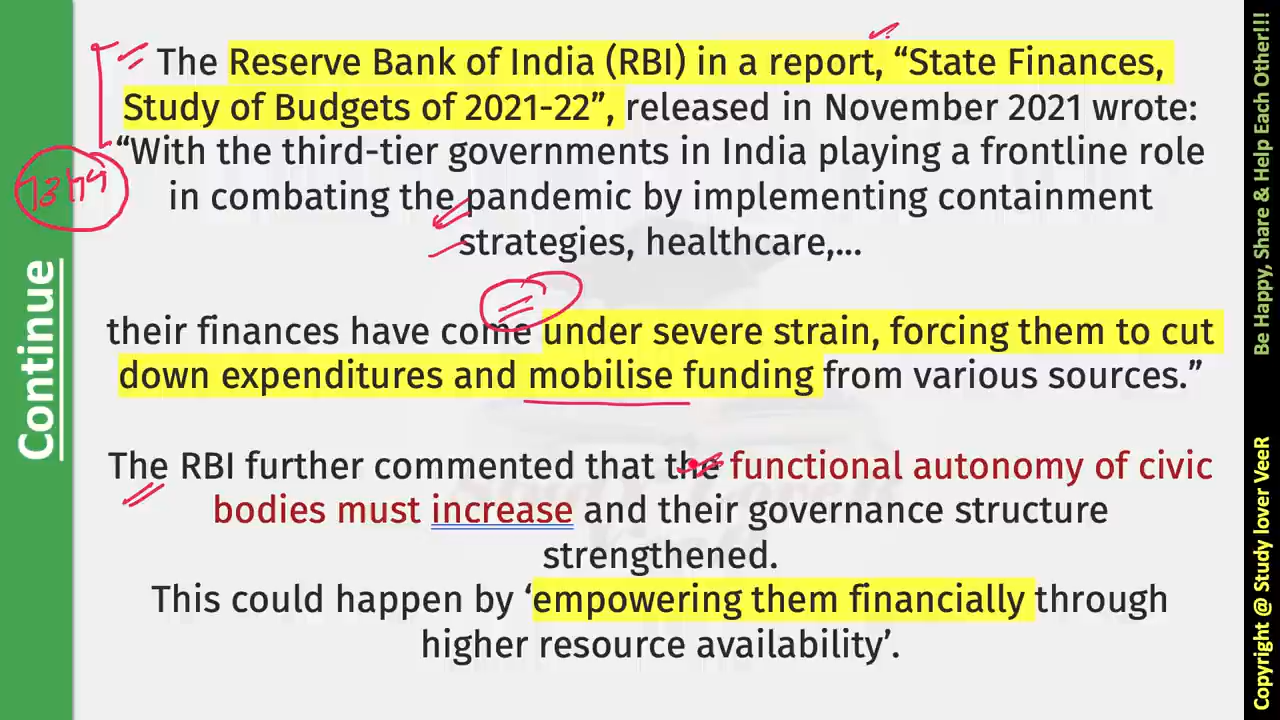 The Reserve Bank of India (RBI) in a report, “State Finances,
Study of Budgets of 2021-22”, released in November 2021 wrote:
“With the third-tier governments in India playing a frontline role
in combating the pandemic by implementing containment
strategies, healthcare,...
their finances have come under severe strain, forcing them to cut
down expenditures and mobilise funding from various sources.”
The RBI further commented that the functional autonomy of civic
bodies must increase and their governance structure
strengthened.
This could happen by ‘empowering them financially through
higher resource availability’.
Continue
73 74
Be Happy, Share & Help Each Other!!!
Copyright @ Study lover VeeR